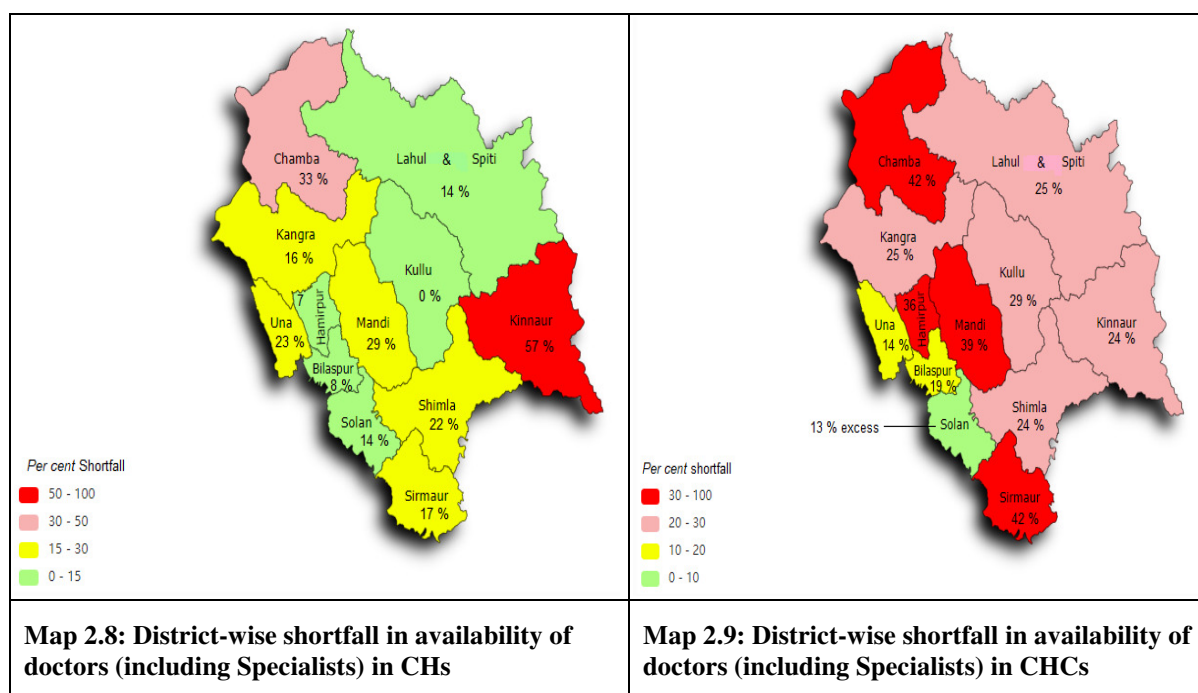 Chamba
33 %
Lahul & Spiti
14 %
Kangra
16 %
Kullu
0 %
7
Hamirpur
Una
23 %
Mandi
29 %
Kinnaur
57 %
Bilaspur
8 %
Shimla
22 %
Solan
14 %
Sirmaur
17 %
Per cent Shortfall
50 - 100
30 - 50
15 - 30
0 - 15
Map 2.8: District-wise shortfall in availability of
doctors (including Specialists) in CHs
Chamba
42 %
Lahul & Spiti
25 %
Kangra
25 %
Kullu
29 %
36
Hamirpur
Una
14 %
Mandi
39 %
Kinnaur
24 %
Bilaspur
19 %
Shimla
24 %
Solan
13 % excess
Sirmaur
42 %
Per cent shortfall
30 - 100
20 - 30
10 - 20
0 - 10
Map 2.9: District-wise shortfall in availability of
doctors (including Specialists) in CHCs